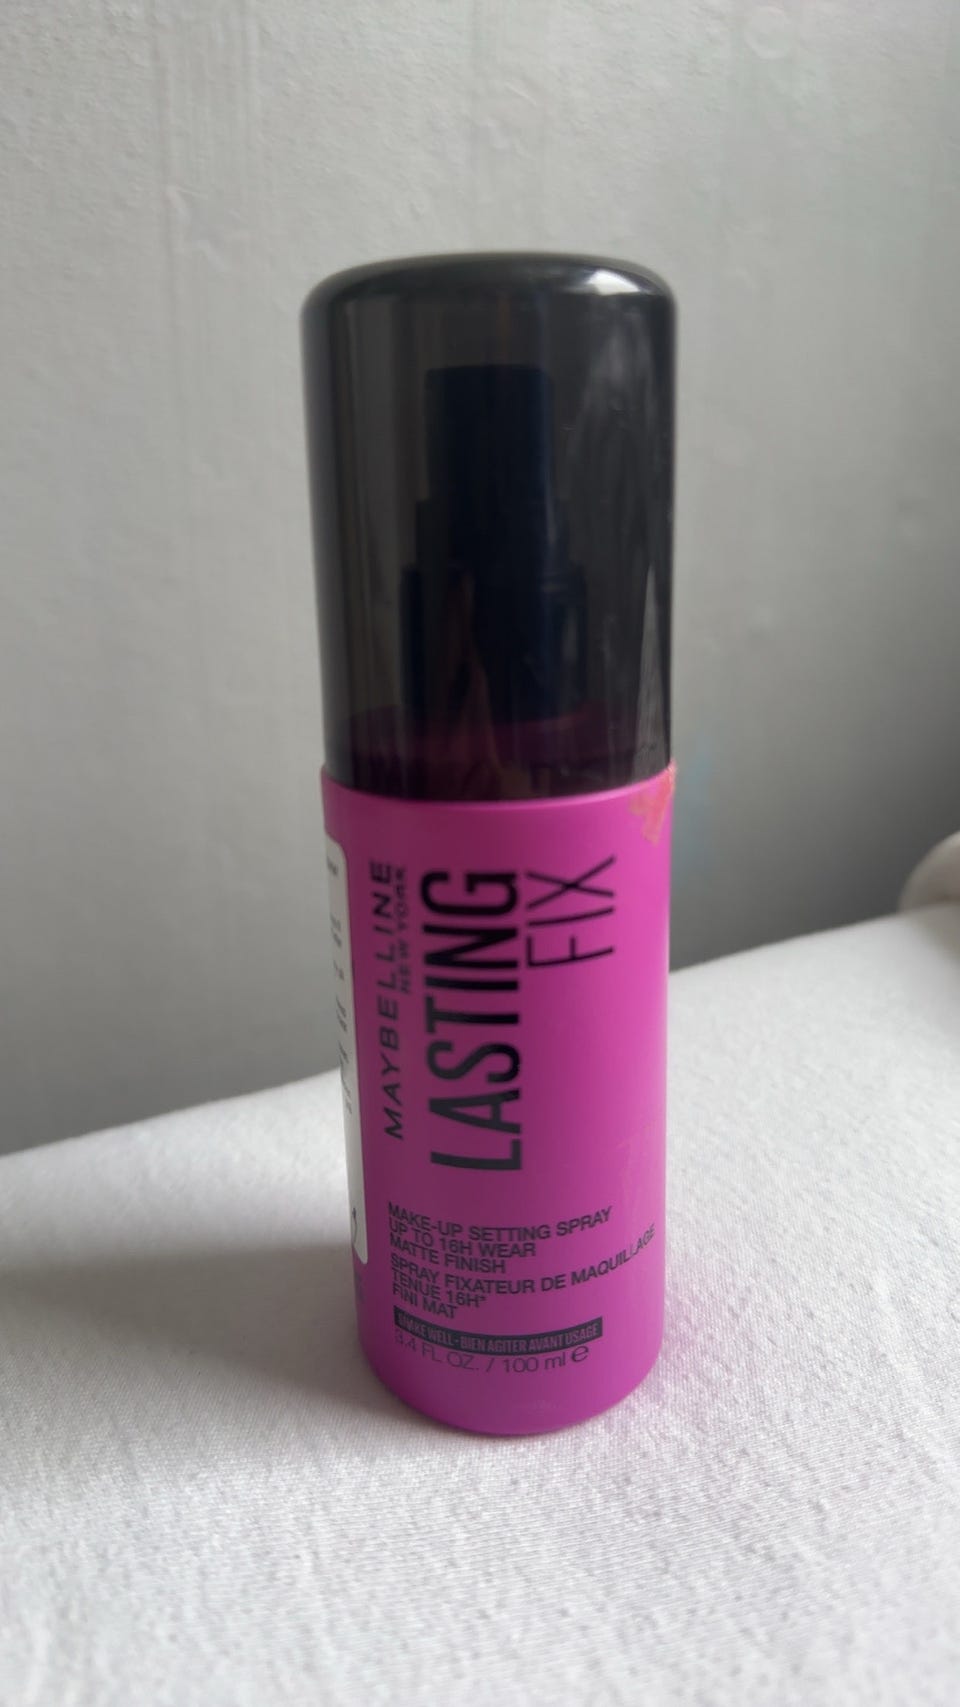 MAYBELLINE
NEW YORK
LASTING
FIX
MAKE-UP SETTING SPRAY
UP TO 16H WEAR
MATTE FINISH
SPRAY FIXATEUR DE MAQUILLAGE
TENUE 16H*
FINI MAT
SHAKE WELL - BIEN AGITER AVANT USAGE
3.4 FL OZ. / 100 ml ℮